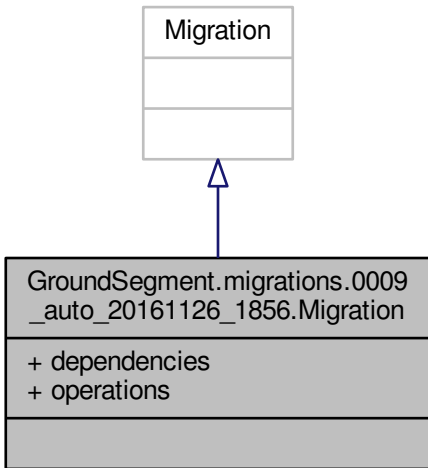 Migration
GroundSegment.migrations.0009
_auto_20161126_1856.Migration
+ dependencies
+ operations